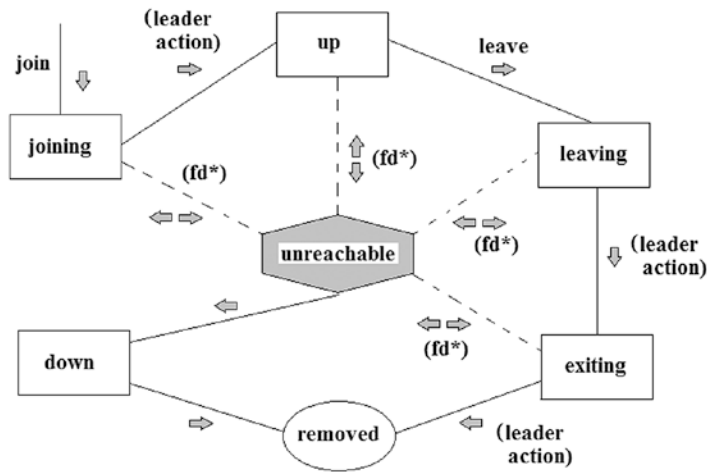 (leader
action)
up
leave
join
joining
leaving
(fd*)
(fd*)
(fd*)
unreachable
(leader
action)
(fd*)
down
exiting
removed
(leader
action)